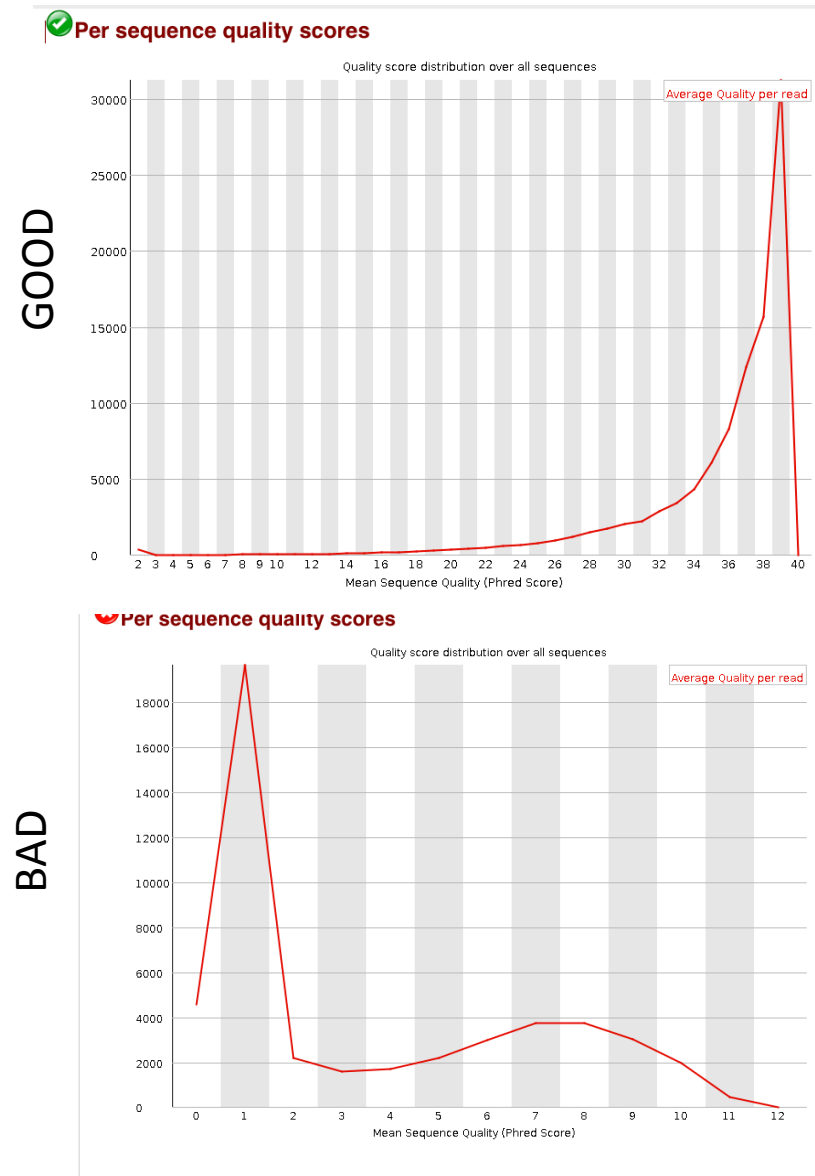 Per sequence quality scores
Quality score distribution over all sequences
Average Quality per read
30000
25000
20000
15000
10000
5000
0
2 3 4 5 6 7 8 9 10 12 14 16 18 20 22 24 26 28 30 32 34 36 38 40
Mean Sequence Quality (Phred Score)
GOOD
Per sequence quality scores
Quality score distribution over all sequences
Average Quality per read
18000
16000
14000
12000
10000
8000
6000
4000
2000
0
0 1 2 3 4 5 6 7 8 9 10 11 12
Mean Sequence Quality (Phred Score)
BAD